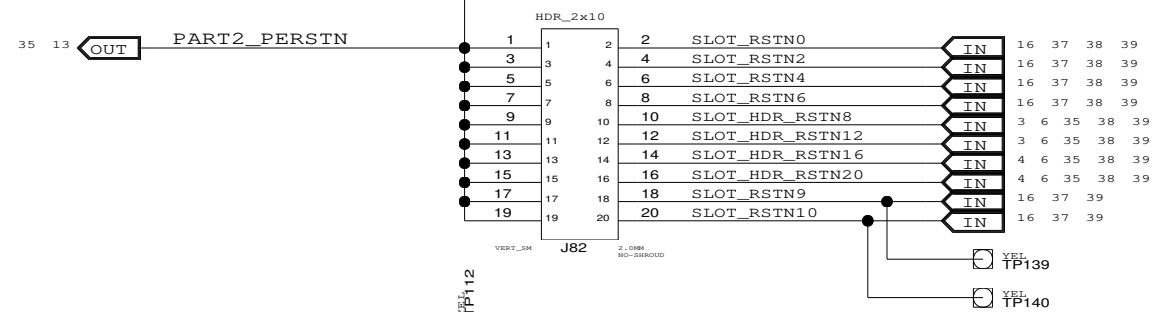 HDR_2x10
35 13 OUT PART2_PERSTN
1 1 2 2 SLOT_RSTN0 IN 16 37 38 39
3 3 4 4 SLOT_RSTN2 IN 16 37 38 39
5 5 6 6 SLOT_RSTN4 IN 16 37 38 39
7 7 8 8 SLOT_RSTN6 IN 16 37 38 39
9 9 10 10 SLOT_HDR_RSTN8 IN 3 6 35 38 39
11 11 12 12 SLOT_HDR_RSTN12 IN 3 6 35 38 39
13 13 14 14 SLOT_HDR_RSTN16 IN 4 6 35 38 39
15 15 16 16 SLOT_HDR_RSTN20 IN 4 6 35 38 39
17 17 18 18 SLOT_RSTN9 IN 16 37 39
19 19 20 20 SLOT_RSTN10 IN 16 37 39
VERT_SM J82 2.0MM
NO-SHROUD
YEL
TP139
YEL
TP112
YEL
TP140